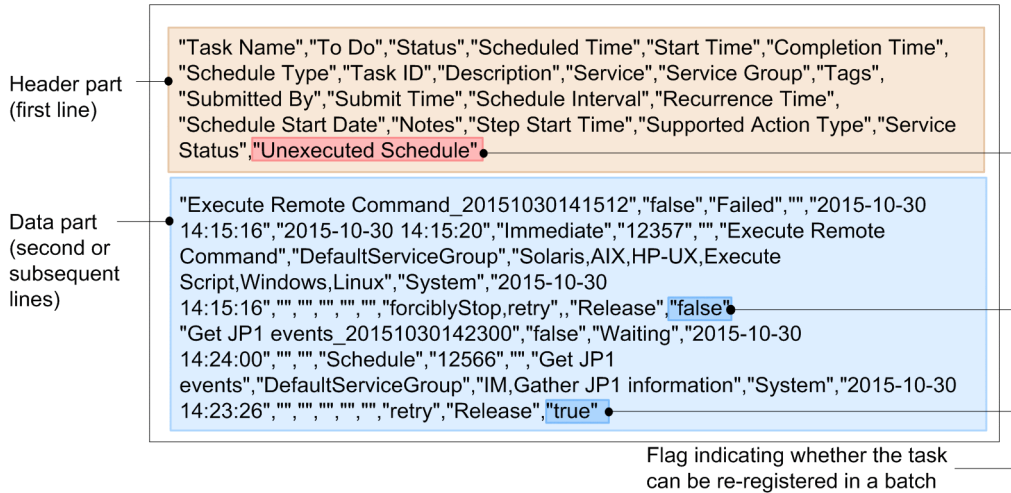 "Task Name","To Do","Status","Scheduled Time","Start Time","Completion Time",
"Schedule Type","Task ID","Description","Service","Service Group","Tags",
"Submitted By","Submit Time","Schedule Interval","Recurrence Time",
"Schedule Start Date","Notes","Step Start Time","Supported Action Type","Service
Status","Unexecuted Schedule"
Header part
(first line)
"Execute Remote Command_20151030141512","false","Failed","","2015-10-30
14:15:16","2015-10-30 14:15:20","Immediate","12357","","Execute Remote
Command","DefaultServiceGroup","Solaris,AIX,HP-UX,Execute
Script,Windows,Linux","System","2015-10-30
14:15:16","","","","","","forciblyStop,retry",,"Release","false"
"Get JP1 events_20151030142300","false","Waiting","2015-10-30
14:24:00","","","Schedule","12566","","Get JP1
events","DefaultServiceGroup","IM,Gather JP1 information","System","2015-10-30
14:23:26","","","","","","retry","Release","true"
Data part
(second or
subsequent
lines)
Flag indicating whether the task
can be re-registered in a batch